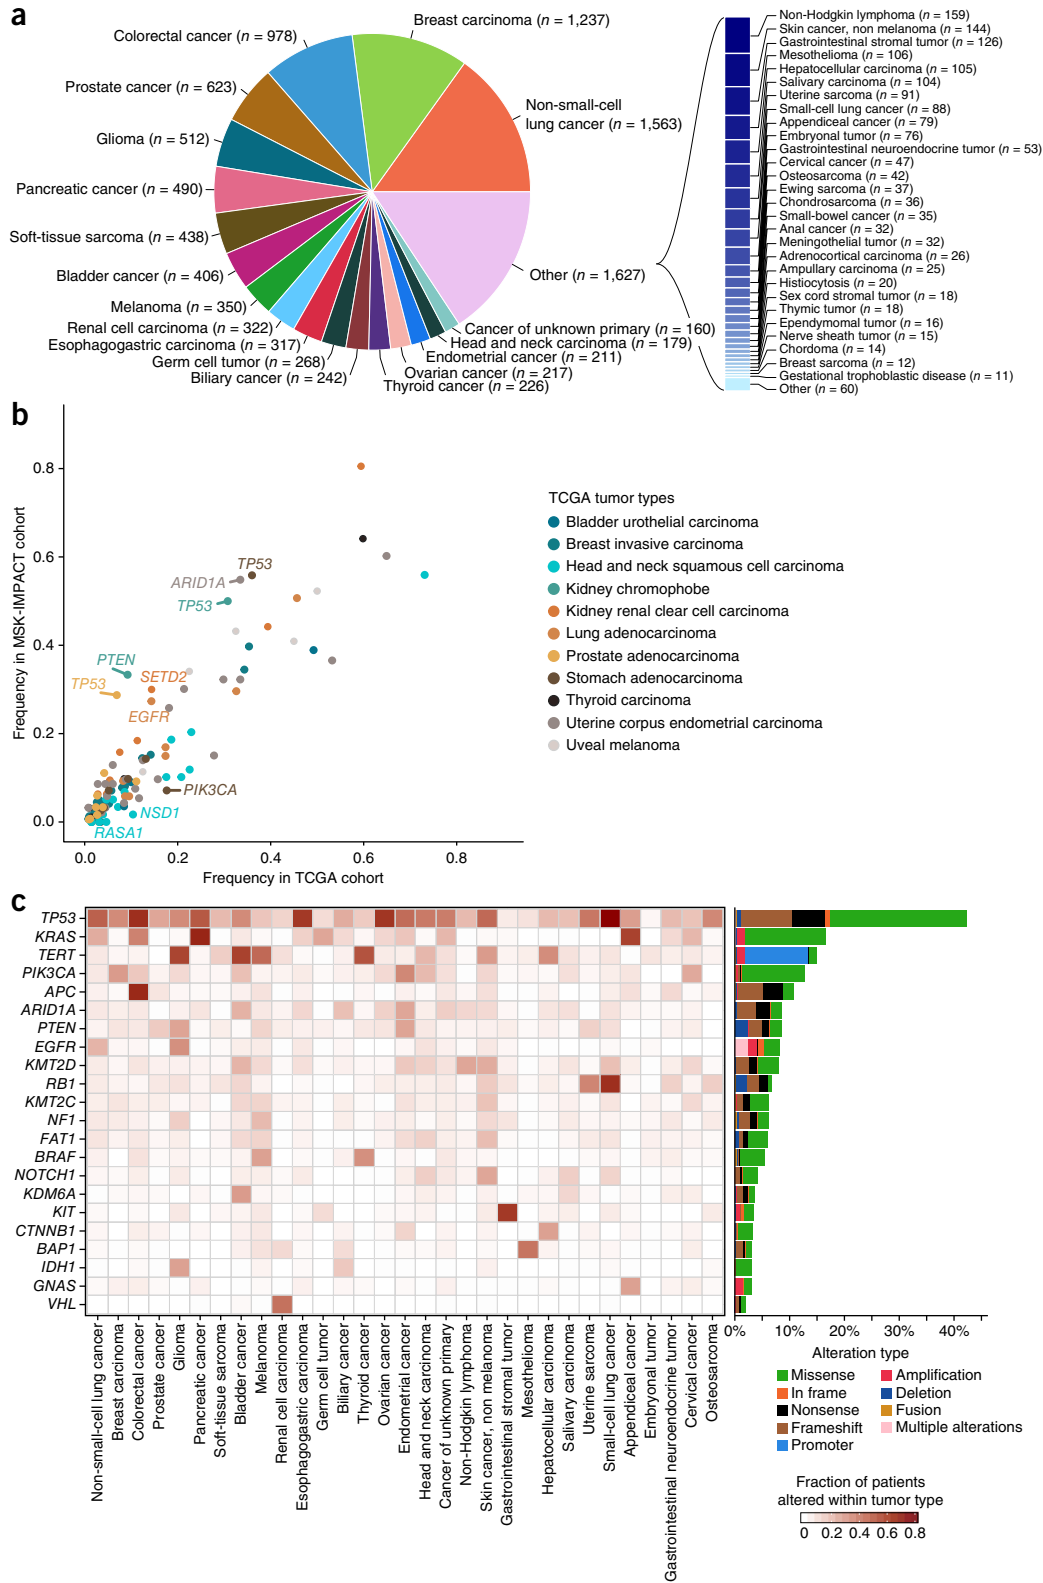 a
Breast carcinoma (n = 1,237)
Colorectal cancer (n = 978)
Prostate cancer (n = 623)
Glioma (n = 512)
Pancreatic cancer (n = 490)
Soft-tissue sarcoma (n = 438)
Bladder cancer (n = 406)
Melanoma (n = 350)
Renal cell carcinoma (n = 322)
Esophagogastric carcinoma (n = 317)
Germ cell tumor (n = 268)
Biliary cancer (n = 242)
Thyroid cancer (n = 226)
Ovarian cancer (n = 217)
Endometrial cancer (n = 211)
Head and neck carcinoma (n = 179)
Cancer of unknown primary (n = 160)
Other (n = 1,627)
Non-small-cell
lung cancer (n = 1,563)
Non-Hodgkin lymphoma (n = 159)
Skin cancer, non melanoma (n = 144)
Gastrointestinal stromal tumor (n = 126)
Mesothelioma (n = 106)
Hepatocellular carcinoma (n = 105)
Salivary carcinoma (n = 104)
Uterine sarcoma (n = 91)
Small-cell lung cancer (n = 88)
Appendiceal cancer (n = 79)
Embryonal tumor (n = 76)
Gastrointestinal neuroendocrine tumor (n = 53)
Cervical cancer (n = 47)
Osteosarcoma (n = 42)
Ewing sarcoma (n = 37)
Chondrosarcoma (n = 36)
Small-bowel cancer (n = 35)
Anal cancer (n = 32)
Meningothelial tumor (n = 32)
Adrenocortical carcinoma (n = 26)
Ampullary carcinoma (n = 25)
Histiocytosis (n = 20)
Sex cord stromal tumor (n = 18)
Thymic tumor (n = 18)
Ependymomal tumor (n = 16)
Nerve sheath tumor (n = 15)
Chordoma (n = 14)
Breast sarcoma (n = 12)
Gestational trophoblastic disease (n = 11)
Other (n = 60)
b
Frequency in MSK-IMPACT cohort
0.8
0.6
0.4
0.2
0.0
TP53
ARID1A
TP53
PTEN
TP53
SETD2
EGFR
PIK3CA
NSD1
RASA1
0.0 0.2 0.4 0.6 0.8
Frequency in TCGA cohort
TCGA tumor types
Bladder urothelial carcinoma
Breast invasive carcinoma
Head and neck squamous cell carcinoma
Kidney chromophobe
Kidney renal clear cell carcinoma
Lung adenocarcinoma
Prostate adenocarcinoma
Stomach adenocarcinoma
Thyroid carcinoma
Uterine corpus endometrial carcinoma
Uveal melanoma
c
TP53
KRAS
TERT
PIK3CA
APC
ARID1A
PTEN
EGFR
KMT2D
RB1
KMT2C
NF1
FAT1
BRAF
NOTCH1
KDM6A
KIT
CTNNB1
BAP1
IDH1
GNAS
VHL
Non-small-cell lung cancer
Breast carcinoma
Colorectal cancer
Prostate cancer
Glioma
Pancreatic cancer
Soft-tissue sarcoma
Bladder cancer
Melanoma
Renal cell carcinoma
Germ cell tumor
Esophagogastric carcinoma
Biliary cancer
Thyroid cancer
Ovarian cancer
Endometrial cancer
Head and neck carcinoma
Cancer of unknown primary
Non-Hodgkin lymphoma
Skin cancer, non melanoma
Gastrointestinal stromal tumor
Mesothelioma
Hepatocellular carcinoma
Salivary carcinoma
Uterine sarcoma
Small-cell lung cancer
Appendiceal cancer
Embryonal tumor
Gastrointestinal neuroendocrine tumor
Cervical cancer
Osteosarcoma
0% 10% 20% 30% 40%
Alteration type
Missense
In frame
Nonsense
Frameshift
Promoter
Amplification
Deletion
Fusion
Multiple alterations
Fraction of patients
altered within tumor type
0 0.2 0.4 0.6 0.8